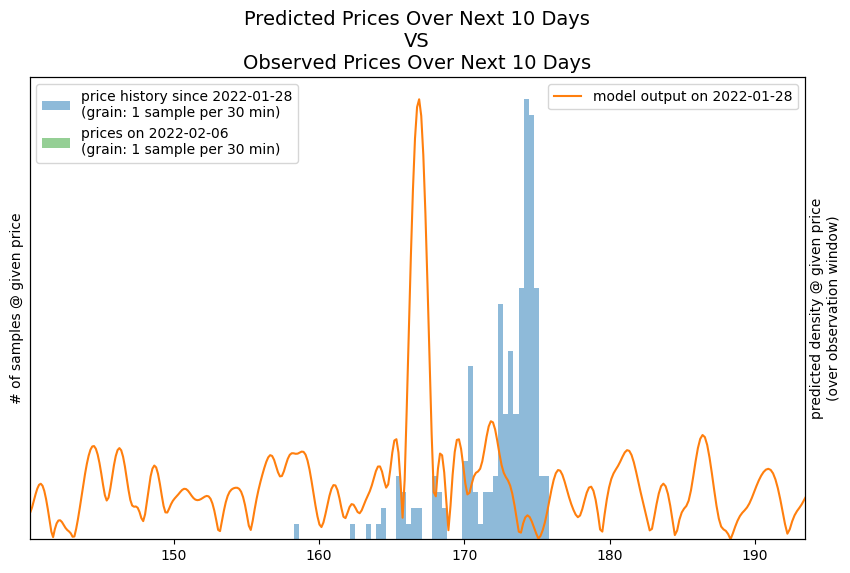 Predicted Prices Over Next 10 Days
VS
Observed Prices Over Next 10 Days
price history since 2022-01-28
(grain: 1 sample per 30 min)
prices on 2022-02-06
(grain: 1 sample per 30 min)
model output on 2022-01-28
# of samples @ given price
predicted density @ given price
(over observation window)
150 160 170 180 190